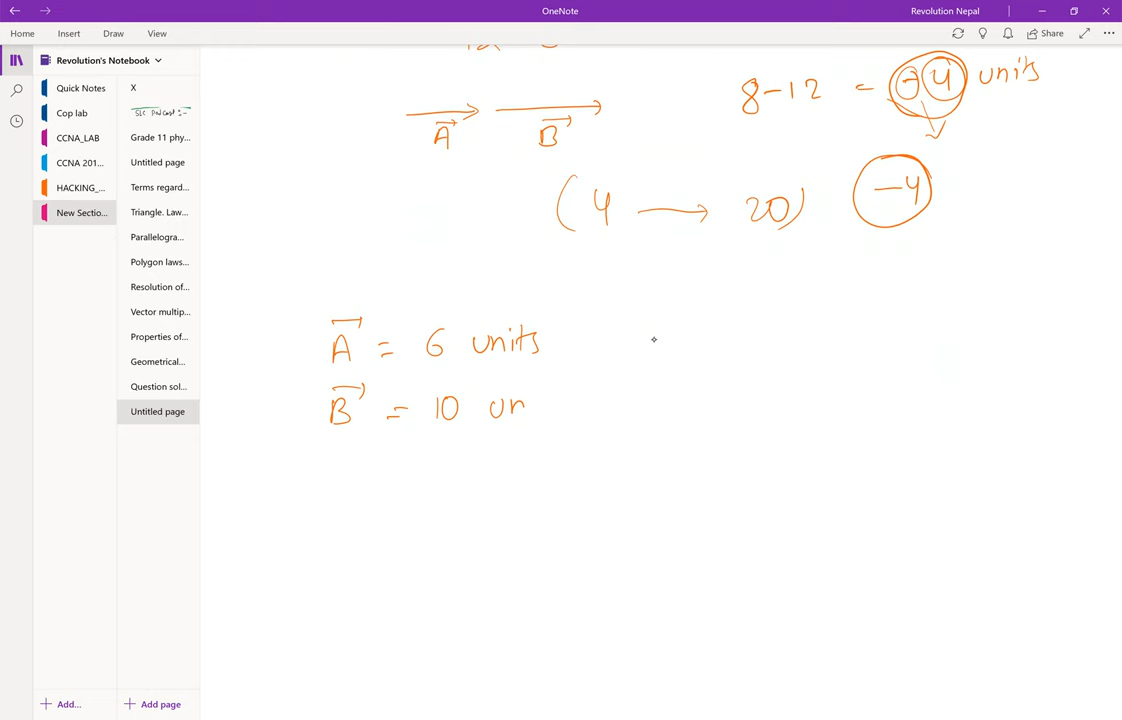 OneNote
Revolution Nepal
Home Insert Draw View
Share
Revolution's Notebook
Quick Notes
Cop lab
CCNA_LAB
CCNA 201...
HACKING_...
New Sectio...
X
Grade 11 phy...
Untitled page
Terms regard...
Triangle. Law...
Parallelogra...
Polygon laws...
Resolution of...
Vector multip...
Properties of...
Geometrical...
Question sol...
Untitled page
8-12 = -4 units
A→ B→
(4 → 20) -4
A→ = 6 units
B→ = 10 un
Add...
Add page